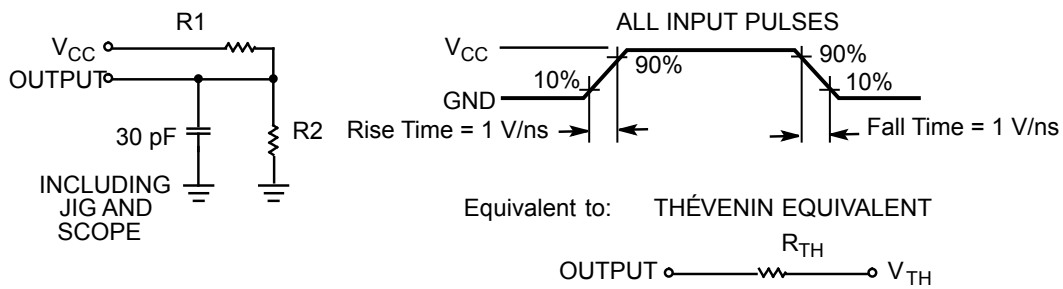 R1
VCC
OUTPUT
30 pF
R2
INCLUDING
JIG AND
SCOPE
ALL INPUT PULSES
VCC
10%
90%
90%
10%
GND
Rise Time = 1 V/ns
Fall Time = 1 V/ns
Equivalent to: THÉVENIN EQUIVALENT
RTH
OUTPUT
VTH